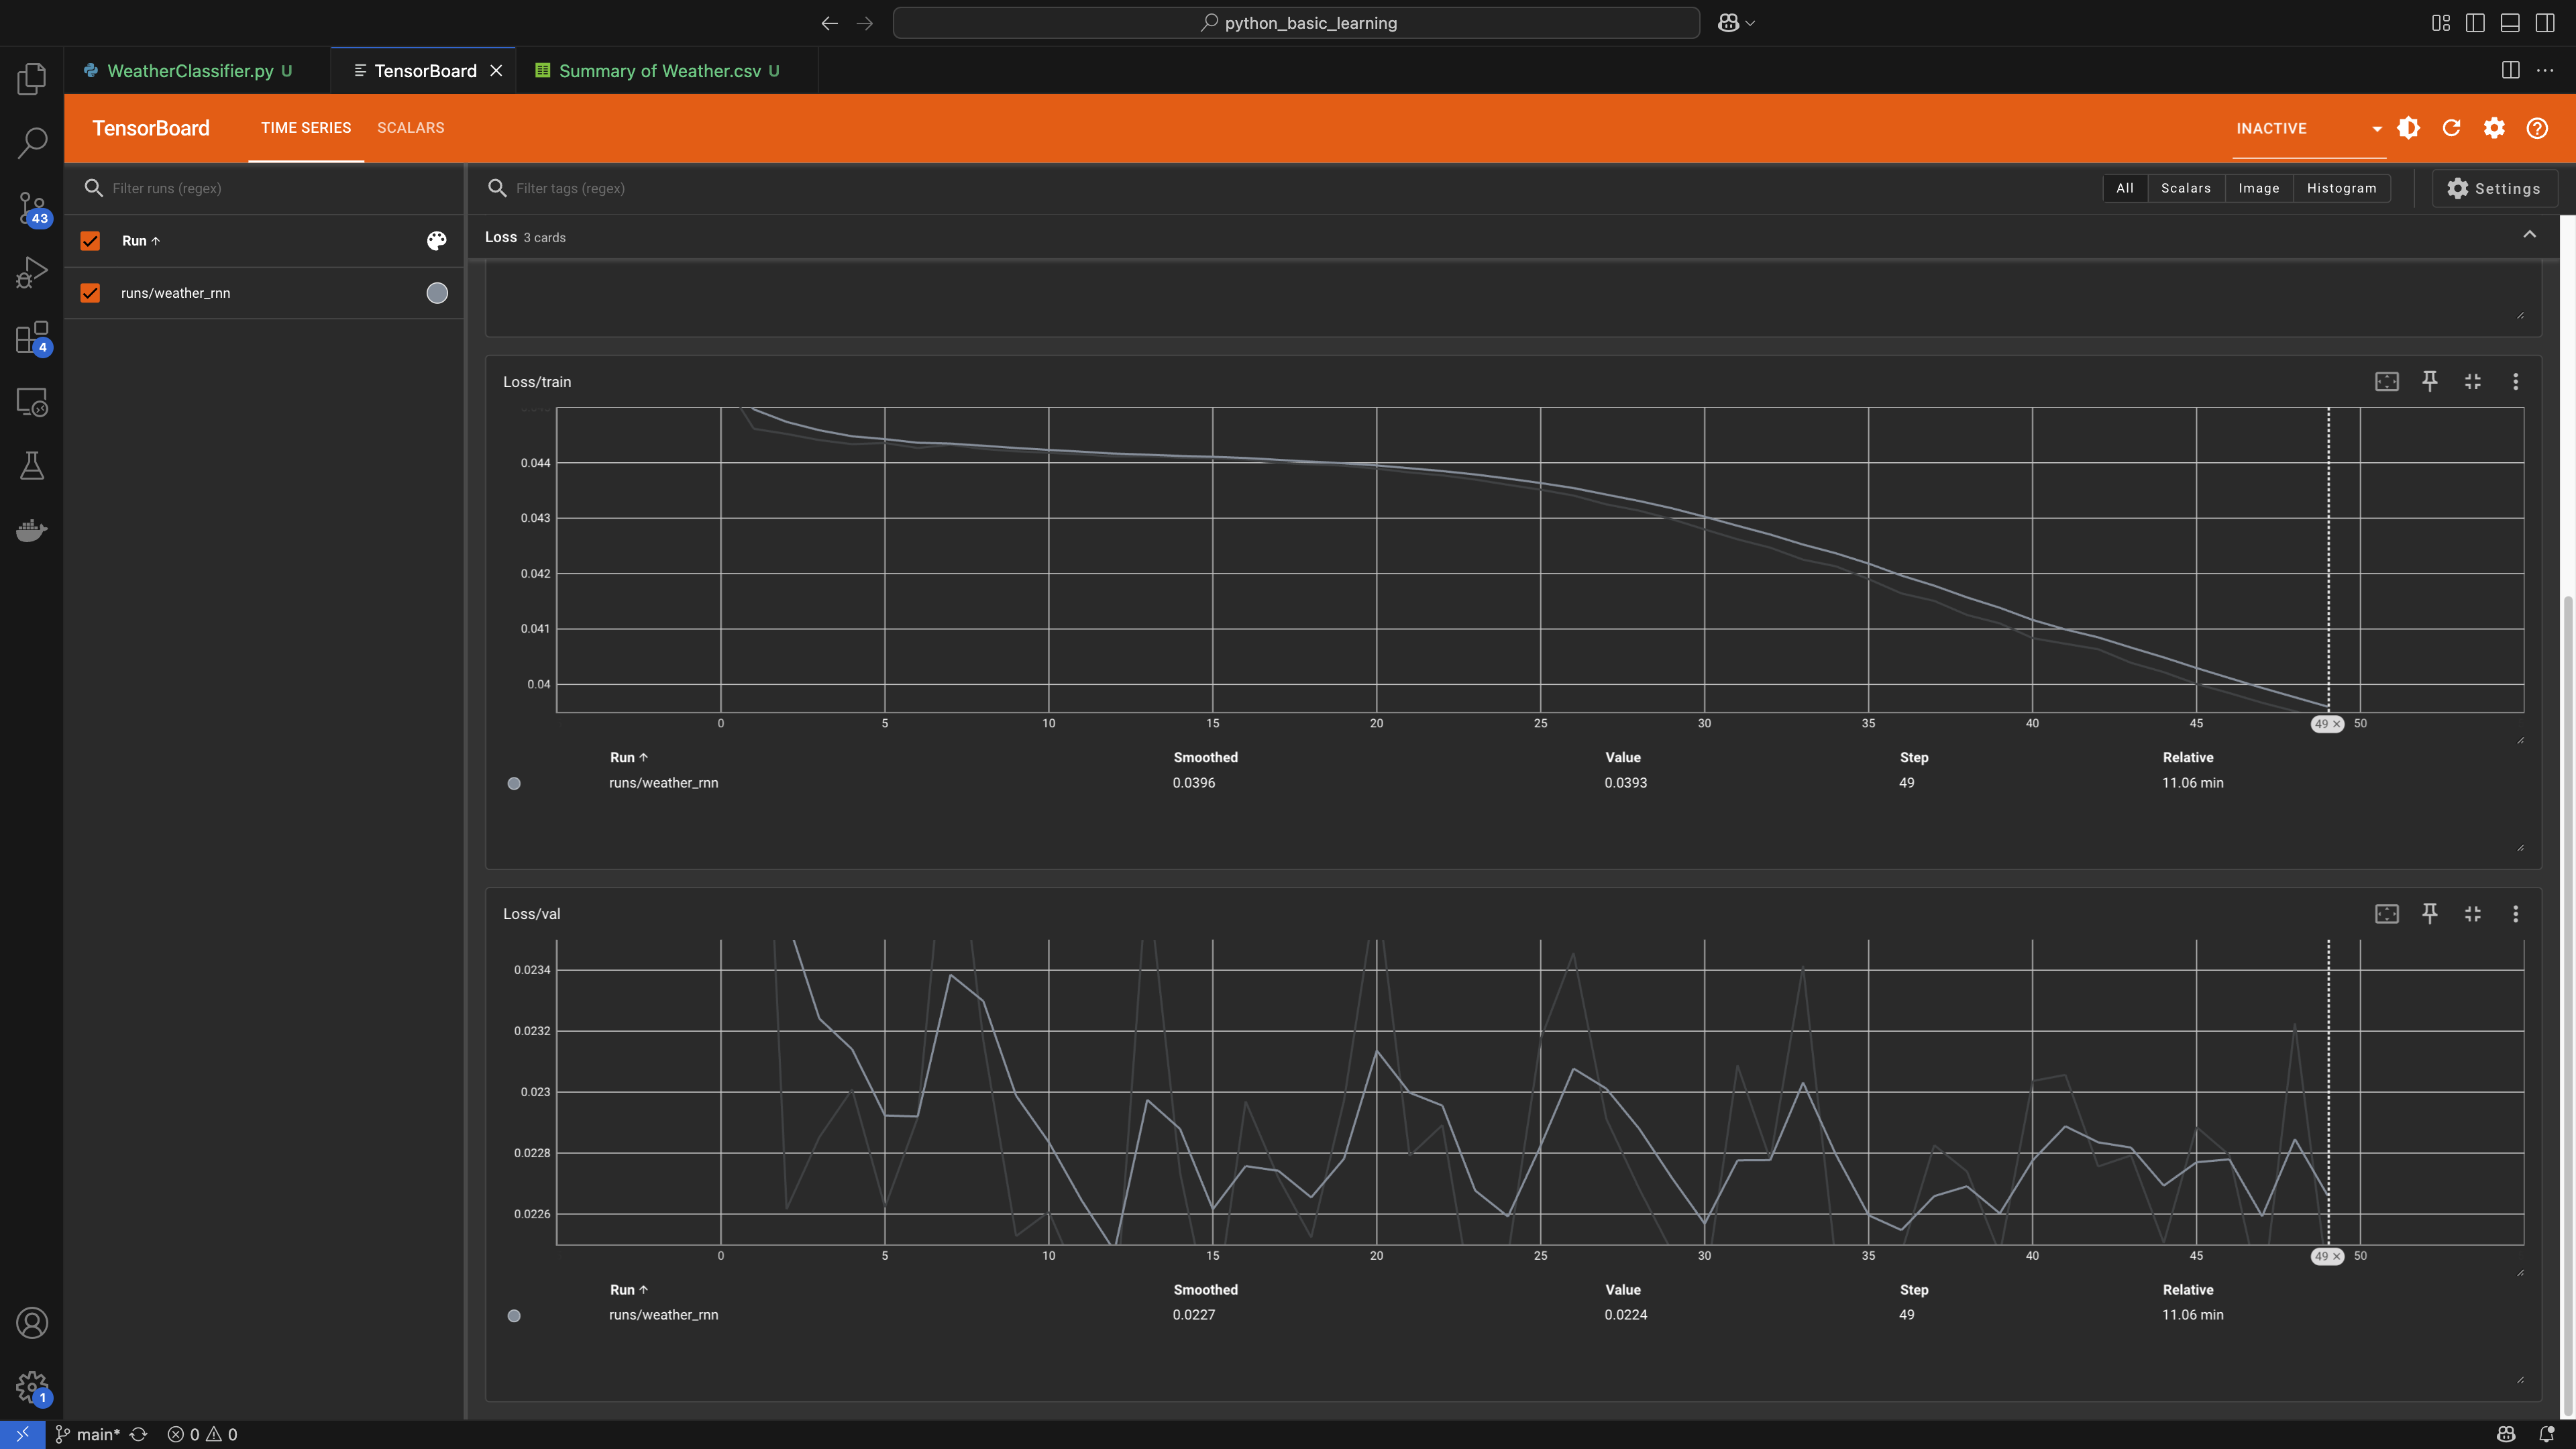 python_basic_learning
WeatherClassifier.py U
TensorBoard
Summary of Weather.csv U
TensorBoard
TIME SERIES
SCALARS
INACTIVE
Filter runs (regex)
Filter tags (regex)
All
Scalars
Image
Histogram
Settings
43
Run ↑
Loss 3 cards
runs/weather_rnn
4
Loss/train
0.044
0.043
0.042
0.041
0.04
0 5 10 15 20 25 30 35 40 45 49 × 50
Run ↑ Smoothed Value Step Relative
runs/weather_rnn 0.0396 0.0393 49 11.06 min
Loss/val
0.0234
0.0232
0.023
0.0228
0.0226
0 5 10 15 20 25 30 35 40 45 49 × 50
Run ↑ Smoothed Value Step Relative
runs/weather_rnn 0.0227 0.0224 49 11.06 min
1
main* 0 0